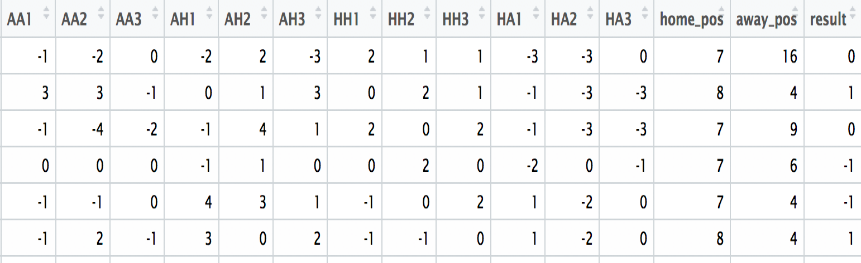 AA1 AA2 AA3 AH1 AH2 AH3 HH1 HH2 HH3 HA1 HA2 HA3 home_pos away_pos result
-1 -2 0 -2 2 -3 2 1 1 -3 -3 0 7 16 0
3 3 -1 0 1 3 0 2 1 -1 -3 -3 8 4 1
-1 -4 -2 -1 4 1 2 0 2 -1 -3 -3 7 9 0
0 0 0 -1 1 0 0 2 0 -2 0 -1 7 6 -1
-1 -1 0 4 3 1 -1 0 2 1 -2 0 7 4 -1
-1 2 -1 3 0 2 -1 -1 0 1 -2 0 8 4 1